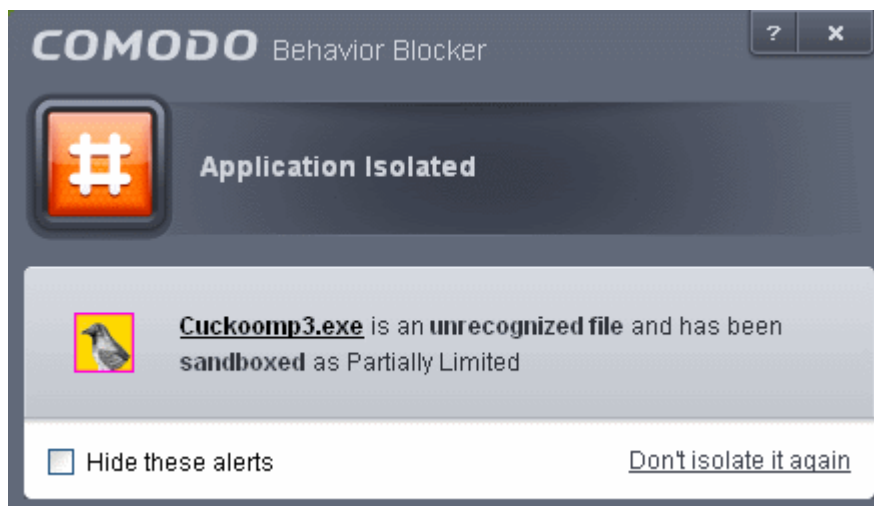 COMODO Behavior Blocker
? x
Application Isolated
Cuckoomp3.exe is an unrecognized file and has been
sandboxed as Partially Limited
Hide these alerts
Don't isolate it again